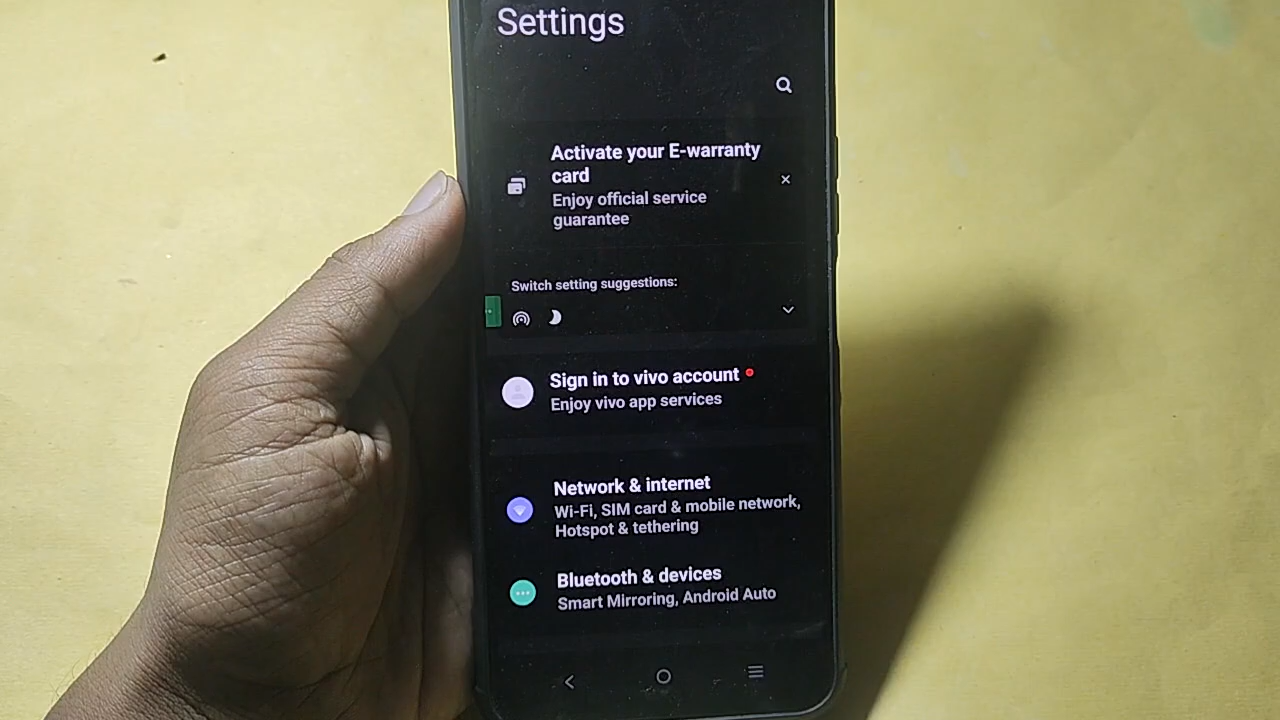 Settings
Activate your E-warranty
card
Enjoy official service
guarantee
Switch setting suggestions:
Sign in to vivo account
Enjoy vivo app services
Network & internet
Wi-Fi, SIM card & mobile network,
Hotspot & tethering
Bluetooth & devices
Smart Mirroring, Android Auto